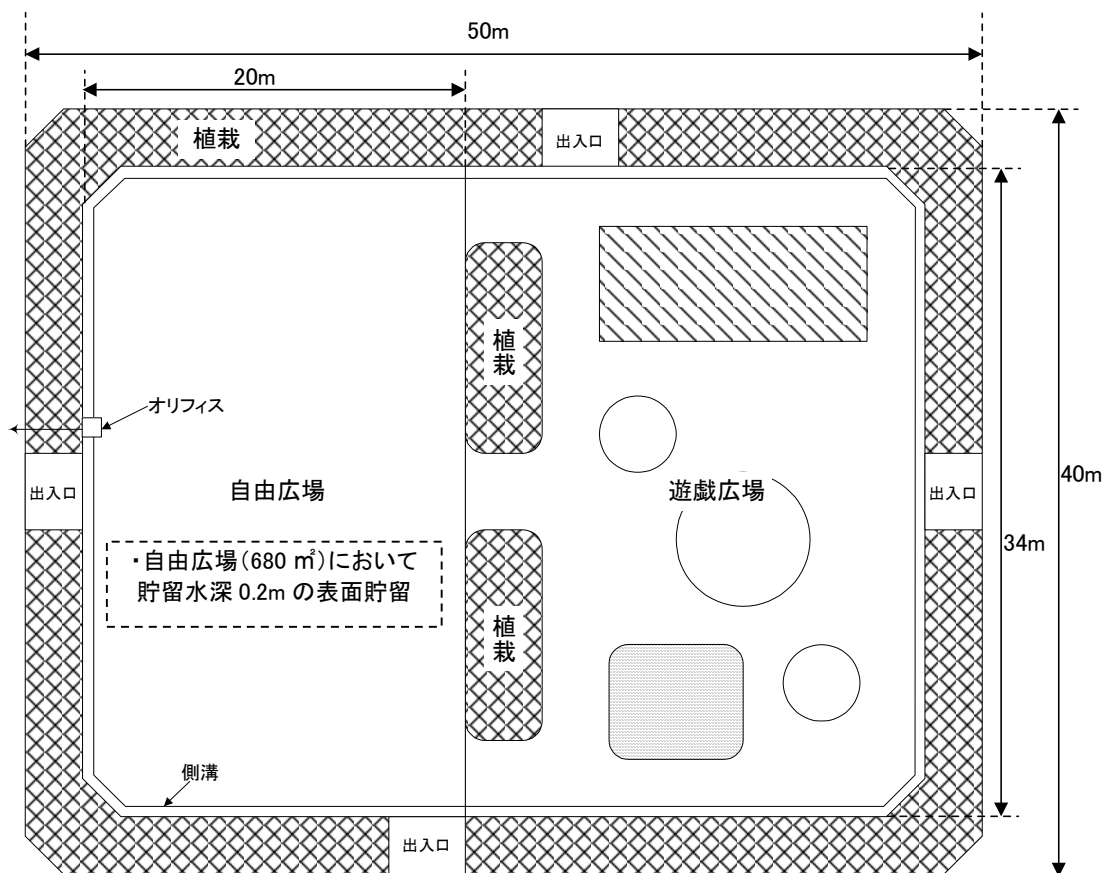 50m
20m
植栽
出入口
植
栽
オリフィス
40m
出入口
自由広場
遊戯広場
出入口
34m
・自由広場(680 ㎡)において
貯留水深 0.2m の表面貯留
植
栽
側溝
出入口